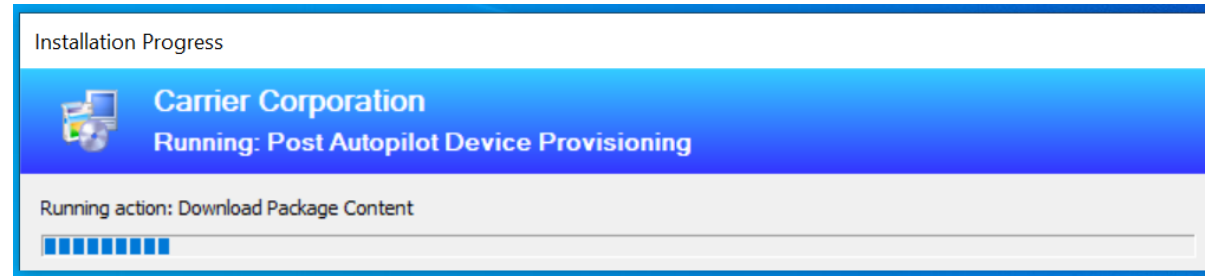 Installation Progress
Carrier Corporation
Running: Post Autopilot Device Provisioning
Running action: Download Package Content